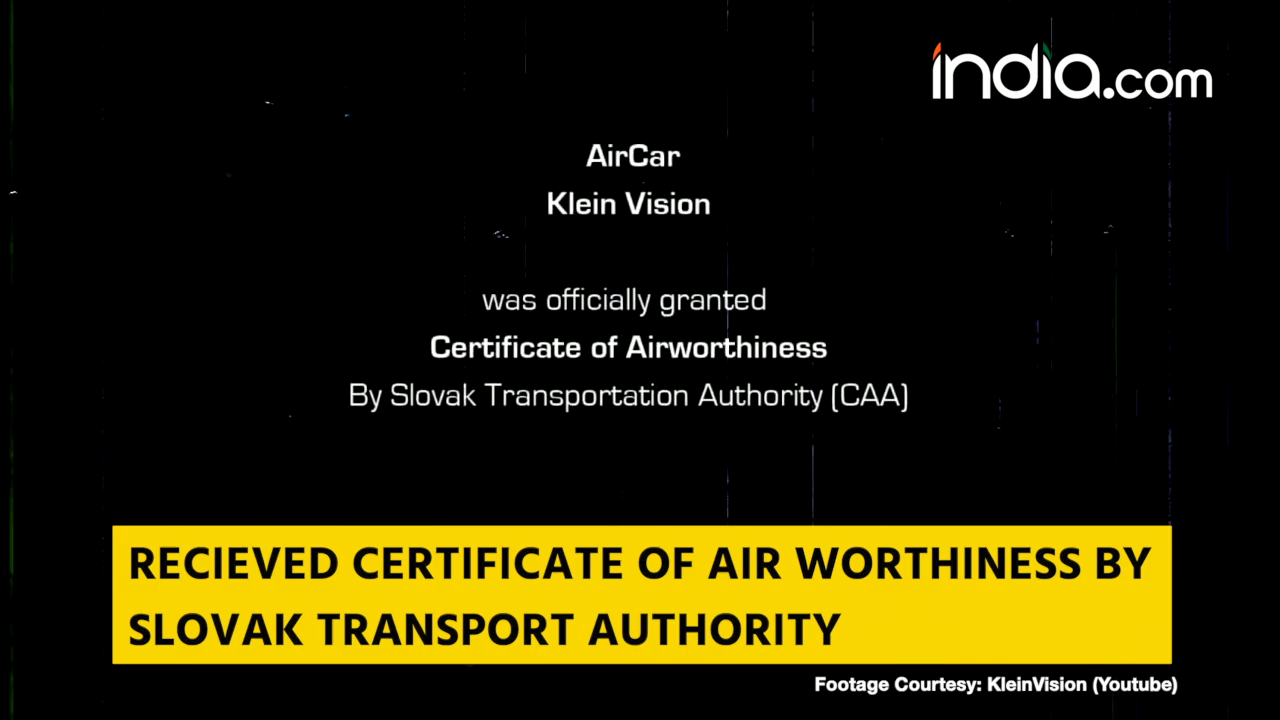 india.com
AirCar
Klein Vision
was officially granted
Certificate of Airworthiness
By Slovak Transportation Authority (CAA)
RECIEVED CERTIFICATE OF AIR WORTHINESS BY
SLOVAK TRANSPORT AUTHORITY
Footage Courtesy: KleinVision (Youtube)